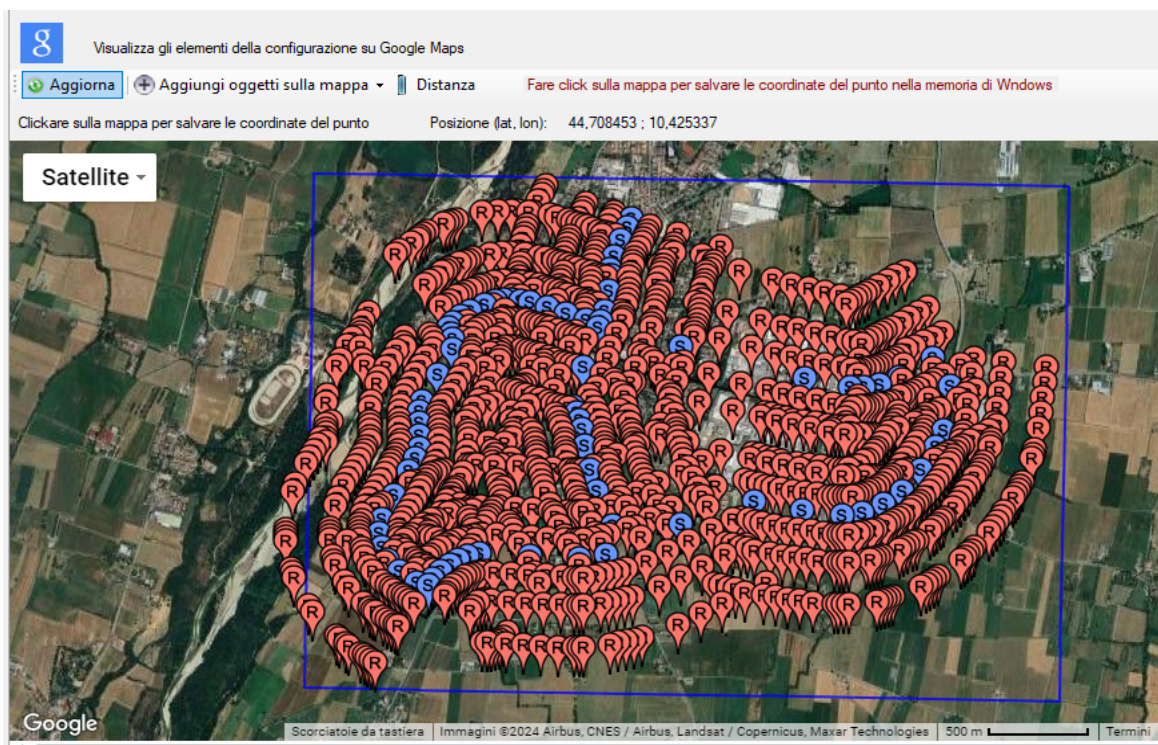 g
Visualizza gli elementi della configurazione su Google Maps
Aggiorna Aggiungi oggetti sulla mappa Distanza Fare click sulla mappa per salvare le coordinate del punto nella memoria di Wndows
Clickare sulla mappa per salvare le coordinate del punto Posizione (lat, lon): 44,708453 ; 10,425337
Satellite
Google
Scorciatoie da tastiera Immagini ©2024 Airbus, CNES / Airbus, Landsat / Copernicus, Maxar Technologies 500 m Termini